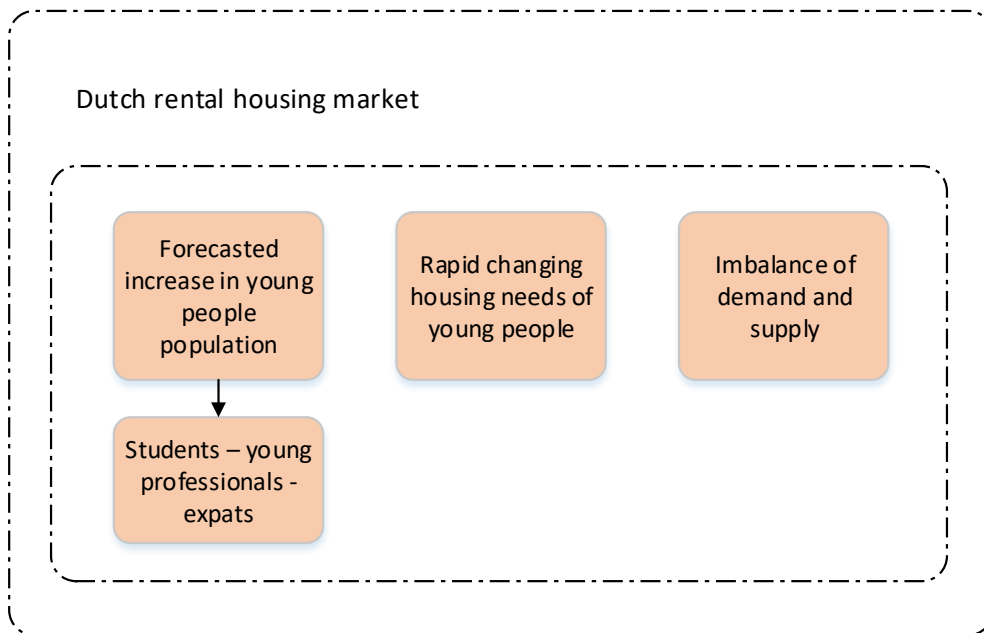 Dutch rental housing market
Forecasted
increase in young
people
population
Rapid changing
housing needs of
young people
Imbalance of
demand and
supply
Students – young
professionals -
expats